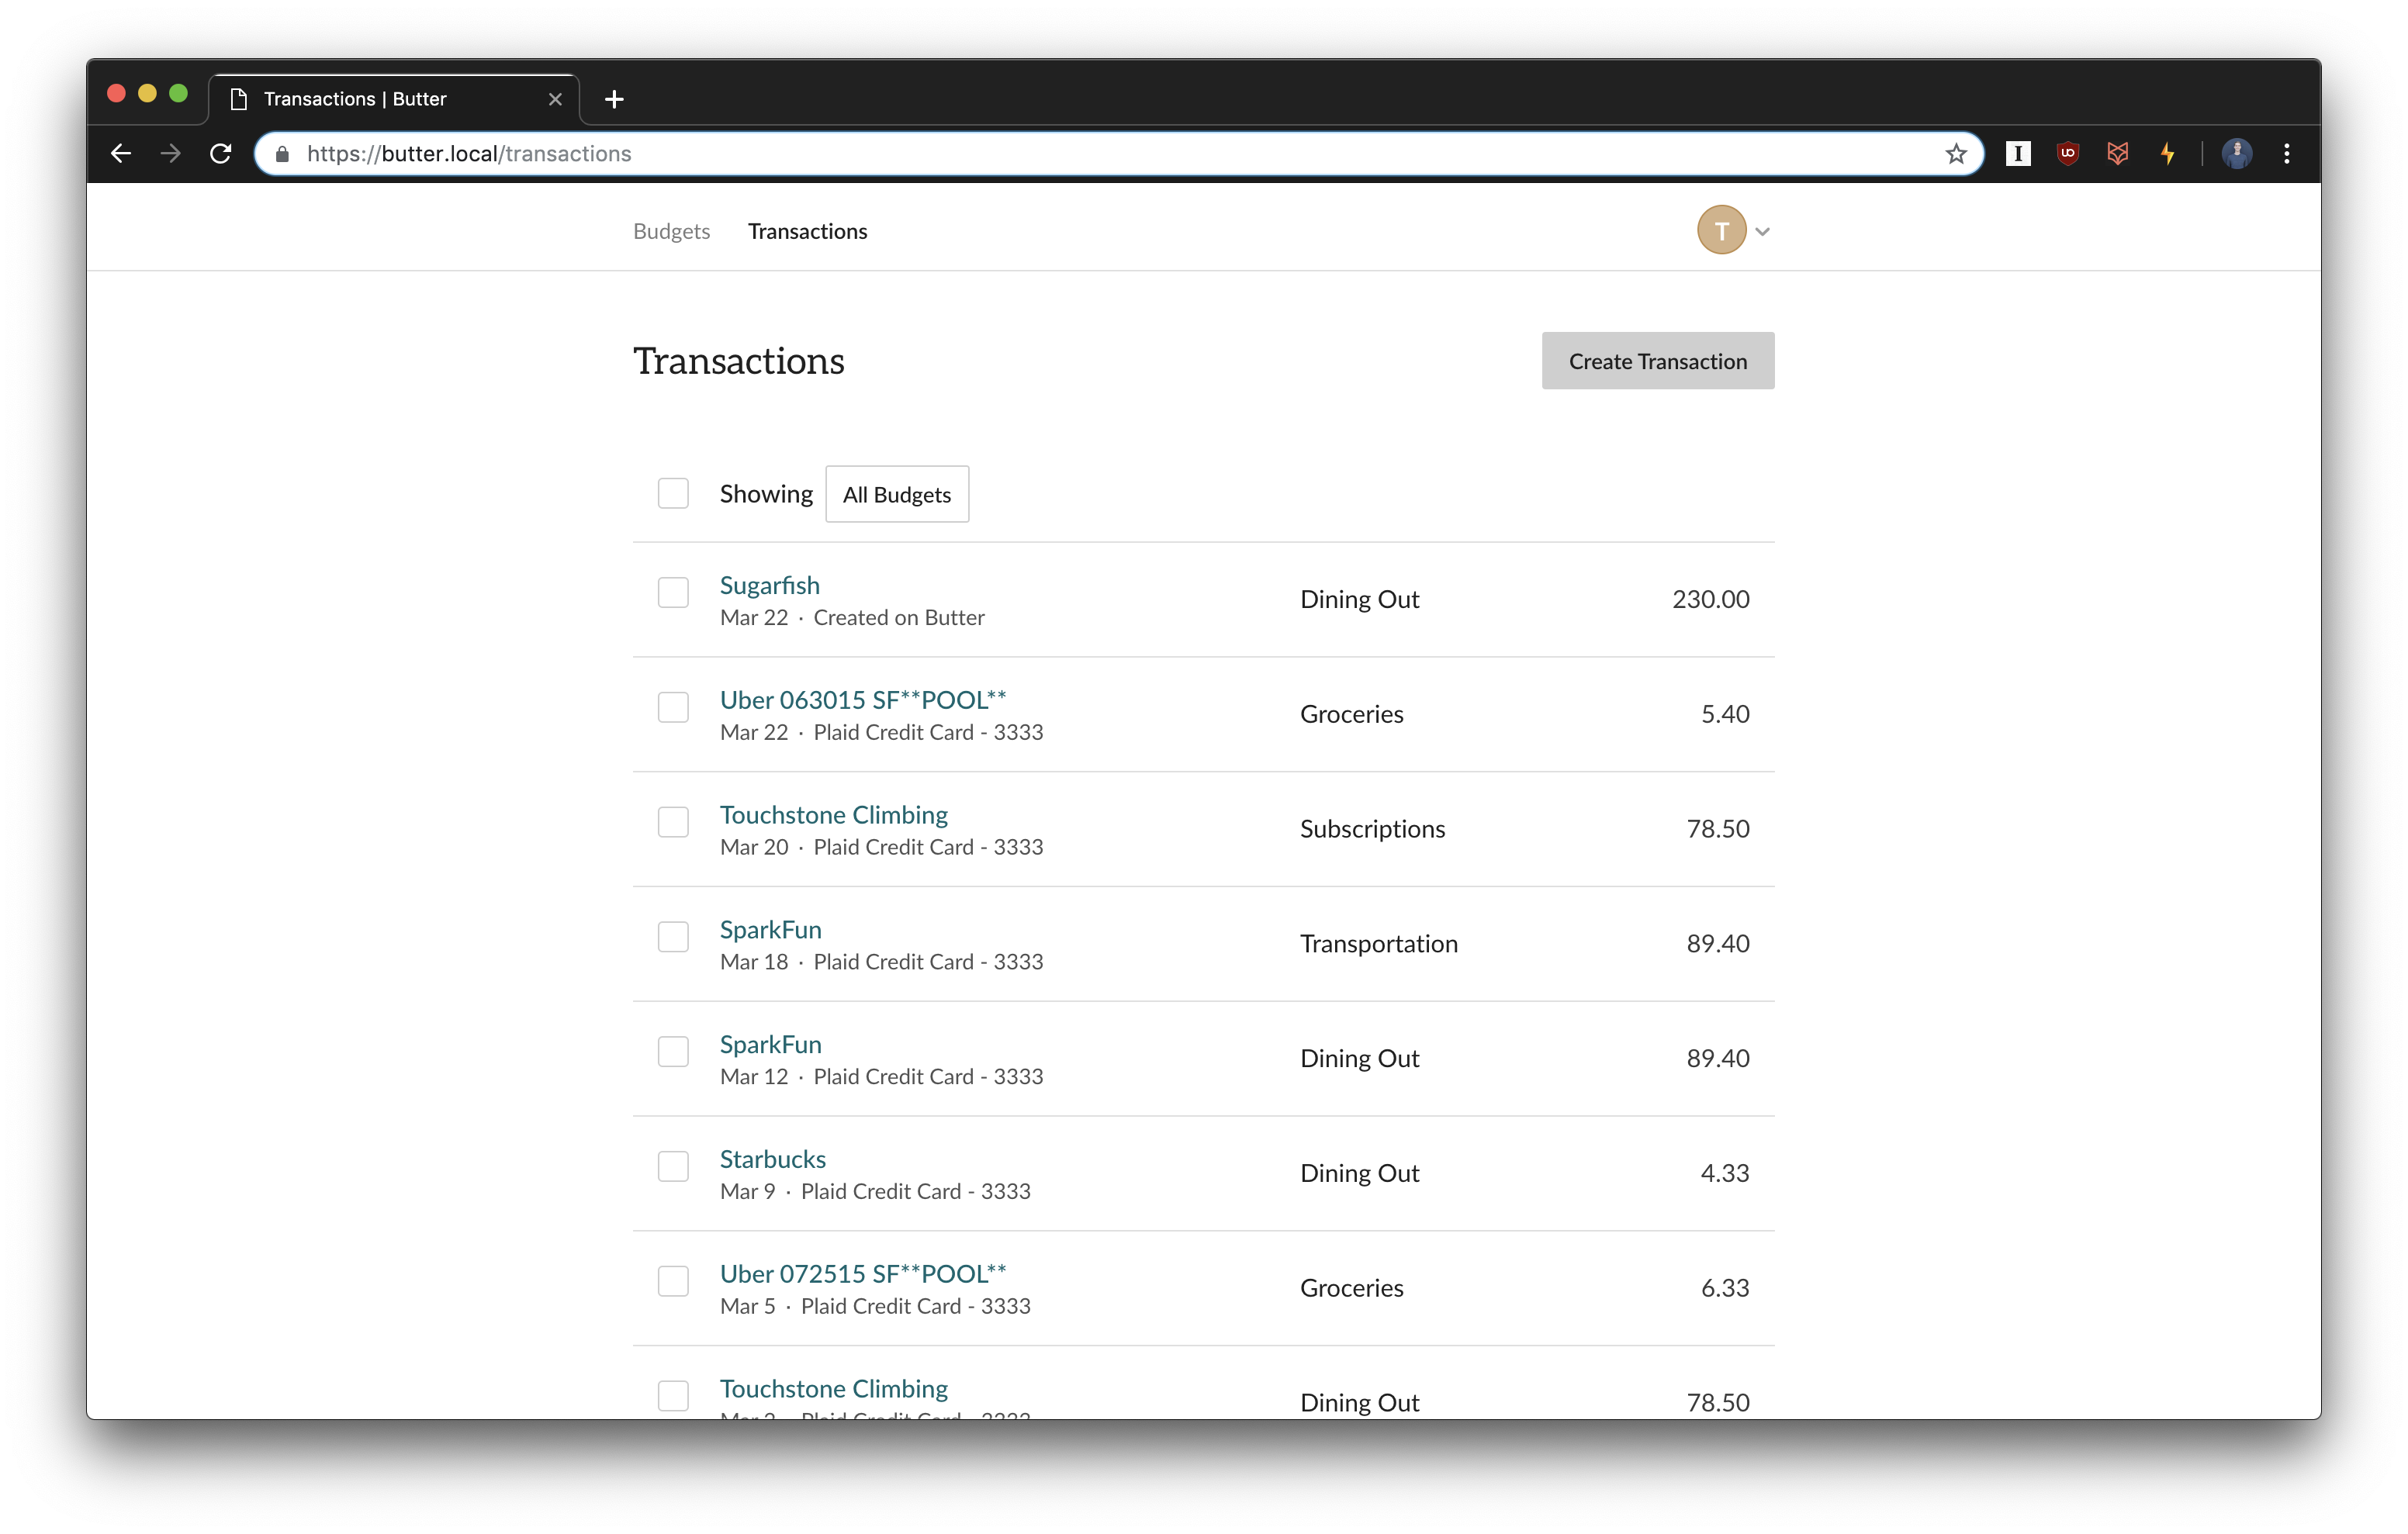 Transactions | Butter
https://butter.local/transactions
Budgets Transactions T
Transactions Create Transaction
Showing All Budgets
Sugarfish
Mar 22 · Created on Butter
Dining Out 230.00
Uber 063015 SF**POOL**
Mar 22 · Plaid Credit Card - 3333
Groceries 5.40
Touchstone Climbing
Mar 20 · Plaid Credit Card - 3333
Subscriptions 78.50
SparkFun
Mar 18 · Plaid Credit Card - 3333
Transportation 89.40
SparkFun
Mar 12 · Plaid Credit Card - 3333
Dining Out 89.40
Starbucks
Mar 9 · Plaid Credit Card - 3333
Dining Out 4.33
Uber 072515 SF**POOL**
Mar 5 · Plaid Credit Card - 3333
Groceries 6.33
Touchstone Climbing
Plaid Credit Card - 3333
Dining Out 78.50